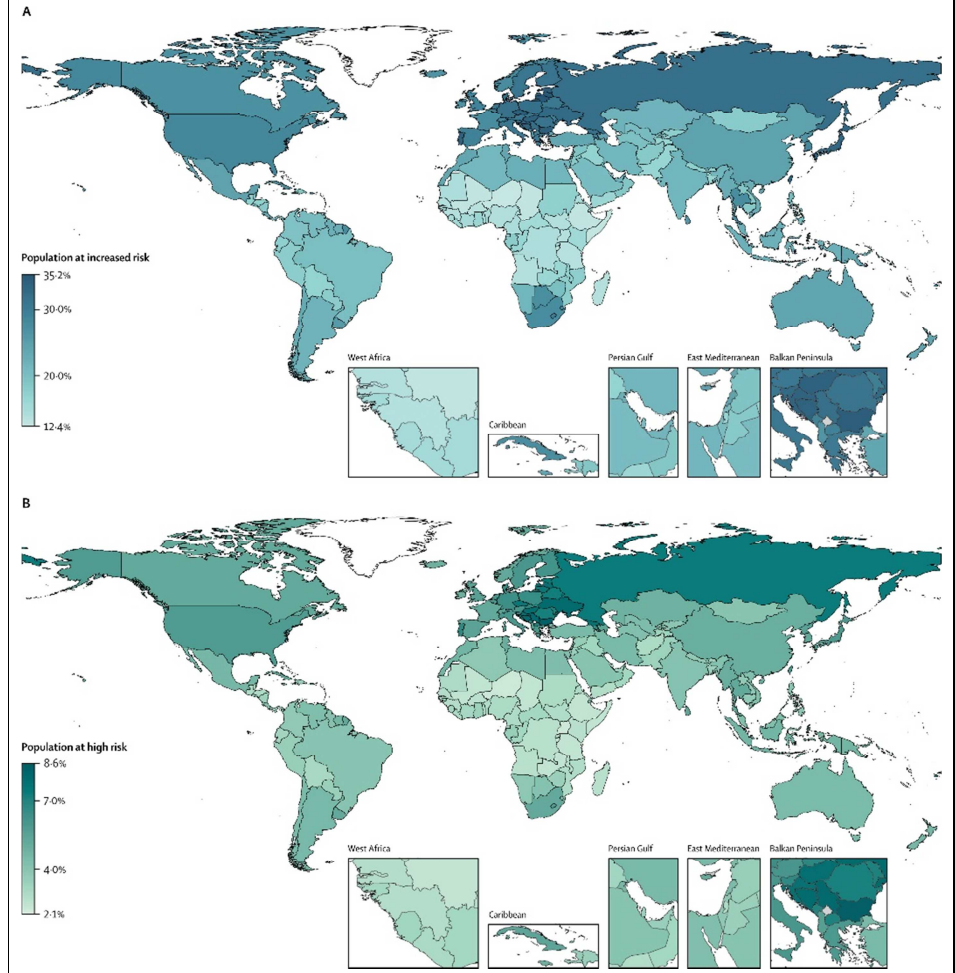 A
Population at increased risk
35·2%
30·0%
20·0%
12·4%
West Africa
Caribbean
Persian Gulf
East Mediterranean
Balkan Peninsula
B
Population at high risk
8·6%
7·0%
4·0%
2·1%
West Africa
Caribbean
Persian Gulf
East Mediterranean
Balkan Peninsula